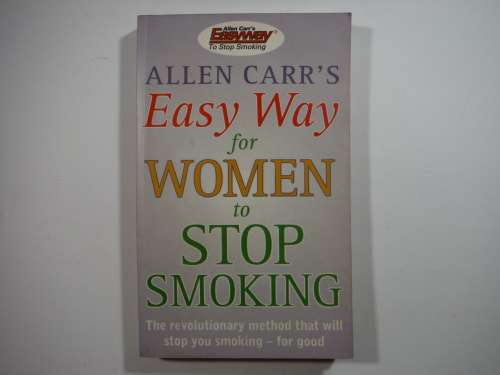 Allen Carr's
EASYWAY®
To Stop Smoking
ALLEN CARR'S
Easy Way
for
WOMEN
to
STOP
SMOKING
The revolutionary method that will
stop you smoking – for good